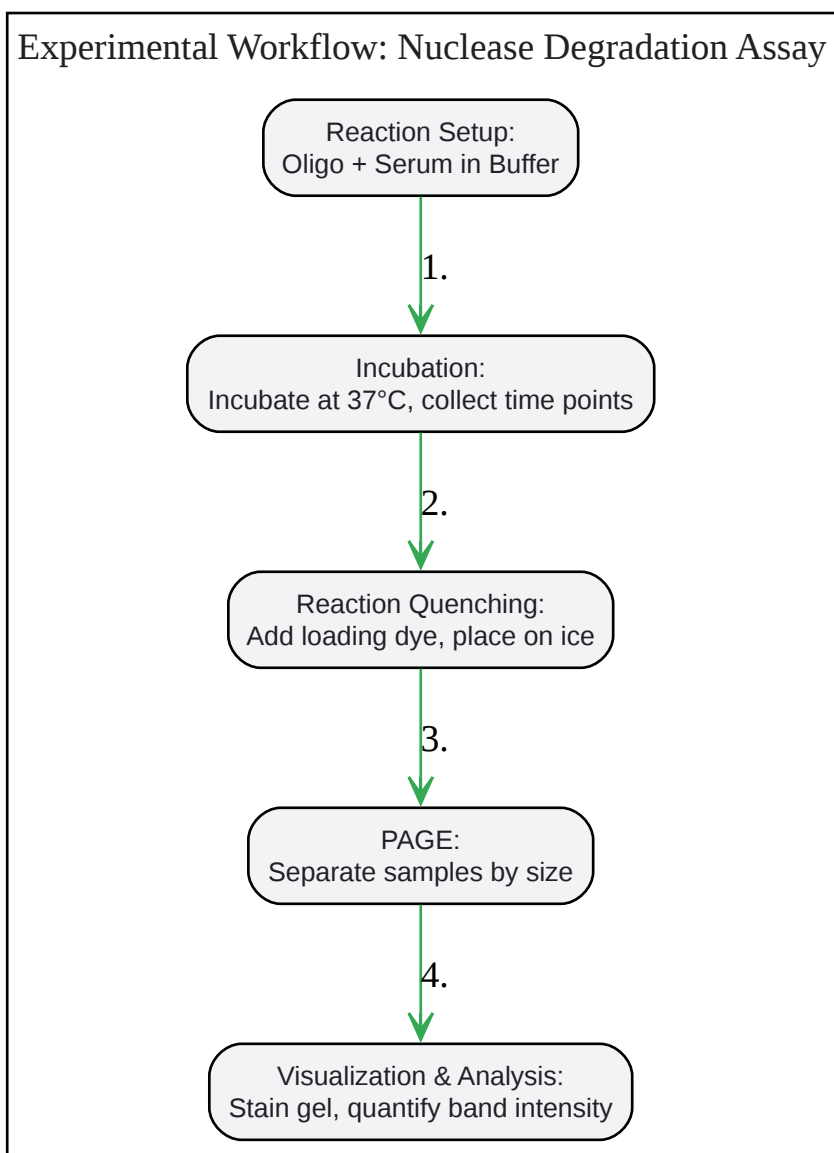 Experimental Workflow: Nuclease Degradation Assay
Reaction Setup:
Oligo + Serum in Buffer
1.
Incubation:
Incubate at 37°C, collect time points
2.
Reaction Quenching:
Add loading dye, place on ice
3.
PAGE:
Separate samples by size
4.
Visualization & Analysis:
Stain gel, quantify band intensity